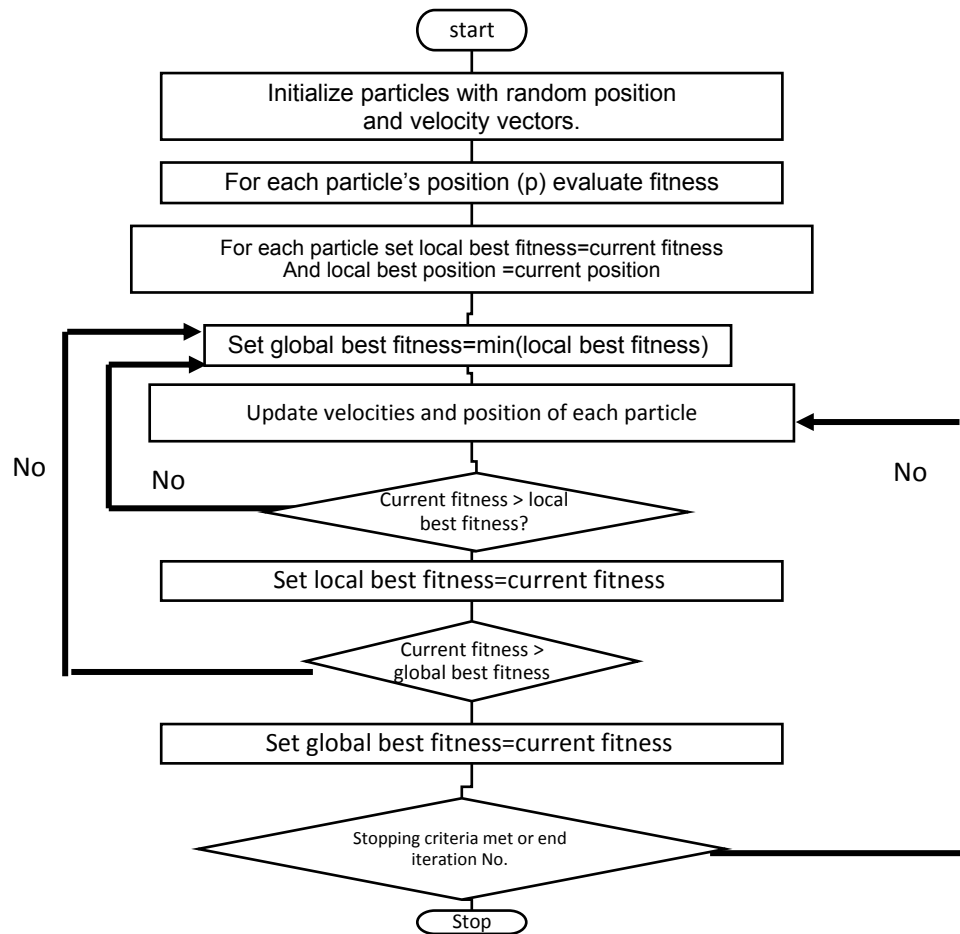 start
Initialize particles with random position
and velocity vectors.
For each particle’s position (p) evaluate fitness
For each particle set local best fitness=current fitness
And local best position =current position
Set global best fitness=min(local best fitness)
Update velocities and position of each particle
No
No
No
Current fitness > local
best fitness?
Set local best fitness=current fitness
Current fitness >
global best fitness
Set global best fitness=current fitness
Stopping criteria met or end
iteration No.
Stop